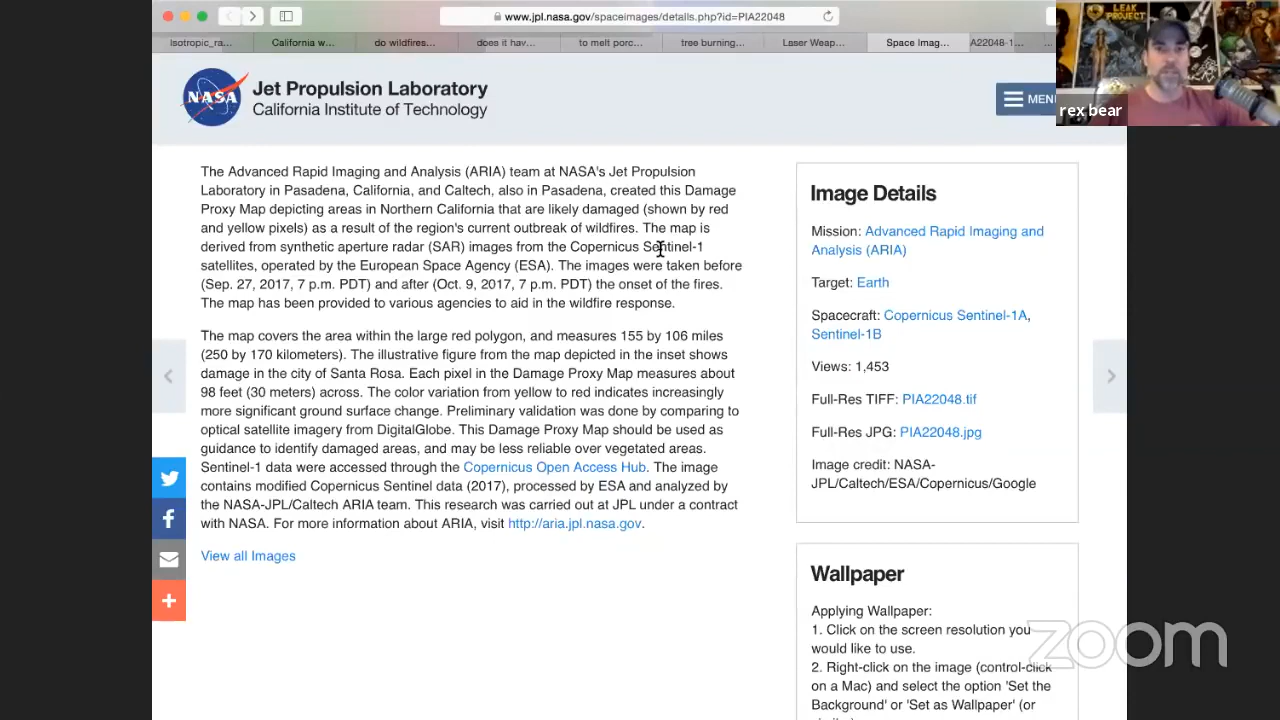 www.jpl.nasa.gov/spaceimages/details.php?id=PIA22048
Isotropic_ra...
California w...
do wildfires...
does it hav...
to melt porc...
tree burning...
Laser Weap...
Space Imag...
A22048-1...
LEAK PROJECT
rex bear
NASA
Jet Propulsion Laboratory
California Institute of Technology
MEN
The Advanced Rapid Imaging and Analysis (ARIA) team at NASA's Jet Propulsion
Laboratory in Pasadena, California, and Caltech, also in Pasadena, created this Damage
Proxy Map depicting areas in Northern California that are likely damaged (shown by red
and yellow pixels) as a result of the region's current outbreak of wildfires. The map is
derived from synthetic aperture radar (SAR) images from the Copernicus Sentinel-1
satellites, operated by the European Space Agency (ESA). The images were taken before
(Sep. 27, 2017, 7 p.m. PDT) and after (Oct. 9, 2017, 7 p.m. PDT) the onset of the fires.
The map has been provided to various agencies to aid in the wildfire response.
The map covers the area within the large red polygon, and measures 155 by 106 miles
(250 by 170 kilometers). The illustrative figure from the map depicted in the inset shows
damage in the city of Santa Rosa. Each pixel in the Damage Proxy Map measures about
98 feet (30 meters) across. The color variation from yellow to red indicates increasingly
more significant ground surface change. Preliminary validation was done by comparing to
optical satellite imagery from DigitalGlobe. This Damage Proxy Map should be used as
guidance to identify damaged areas, and may be less reliable over vegetated areas.
Sentinel-1 data were accessed through the Copernicus Open Access Hub. The image
contains modified Copernicus Sentinel data (2017), processed by ESA and analyzed by
the NASA-JPL/Caltech ARIA team. This research was carried out at JPL under a contract
with NASA. For more information about ARIA, visit http://aria.jpl.nasa.gov.
View all Images
Image Details
Mission: Advanced Rapid Imaging and
Analysis (ARIA)
Target: Earth
Spacecraft: Copernicus Sentinel-1A,
Sentinel-1B
Views: 1,453
Full-Res TIFF: PIA22048.tif
Full-Res JPG: PIA22048.jpg
Image credit: NASA-
JPL/Caltech/ESA/Copernicus/Google
Wallpaper
Applying Wallpaper:
1. Click on the screen resolution you
would like to use.
2. Right-click on the image (control-click
on a Mac) and select the option 'Set the
Background' or 'Set as Wallpaper' (or
zoom